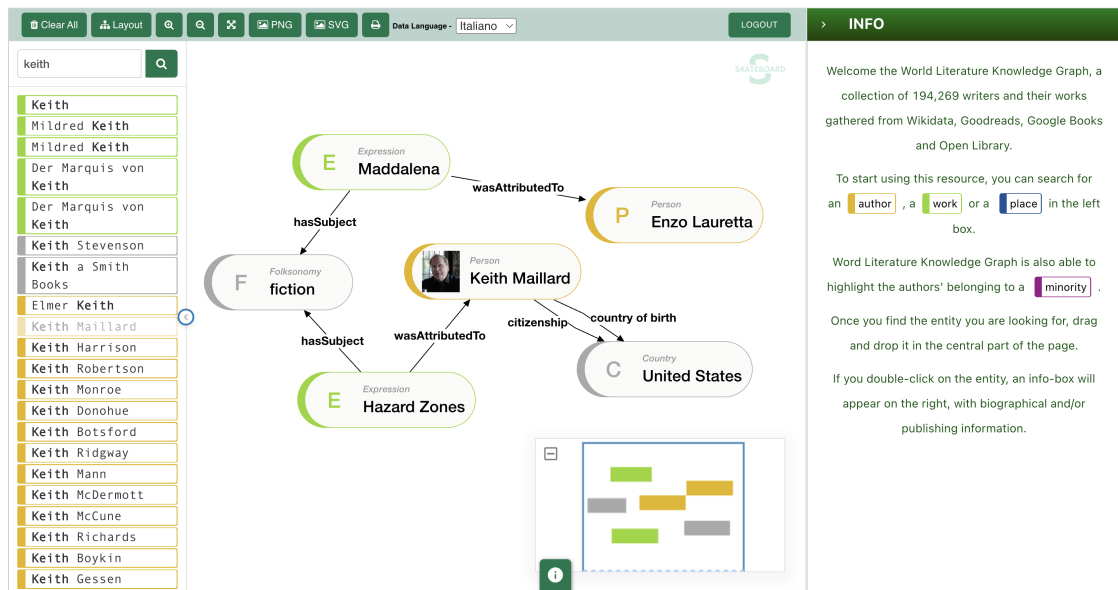 Clear All
Layout
PNG
SVG
Data Language -
Italiano
LOGOUT
INFO
keith
Keith
Mildred Keith
Mildred Keith
Der Marquis von
Keith
Der Marquis von
Keith
Keith Stevenson
Keith a Smith
Books
Elmer Keith
Keith Maillard
Keith Harrison
Keith Robertson
Keith Monroe
Keith Donohue
Keith Botsford
Keith Ridgway
Keith Mann
Keith McDermott
Keith McCune
Keith Richards
Keith Boykin
Keith Gessen
S
SKATEBOARD
E
Expression
Maddalena
wasAttributedTo
P
Person
Enzo Lauretta
hasSubject
F
Folksonomy
fiction
Person
Keith Maillard
citizenship
country of birth
wasAttributedTo
hasSubject
C
Country
United States
E
Expression
Hazard Zones
Welcome the World Literature Knowledge Graph, a
collection of 194,269 writers and their works
gathered from Wikidata, Goodreads, Google Books
and Open Library.
To start using this resource, you can search for
an author , a work or a place in the left
box.
Word Literature Knowledge Graph is also able to
highlight the authors' belonging to a minority .
Once you find the entity you are looking for, drag
and drop it in the central part of the page.
If you double-click on the entity, an info-box will
appear on the right, with biographical and/or
publishing information.